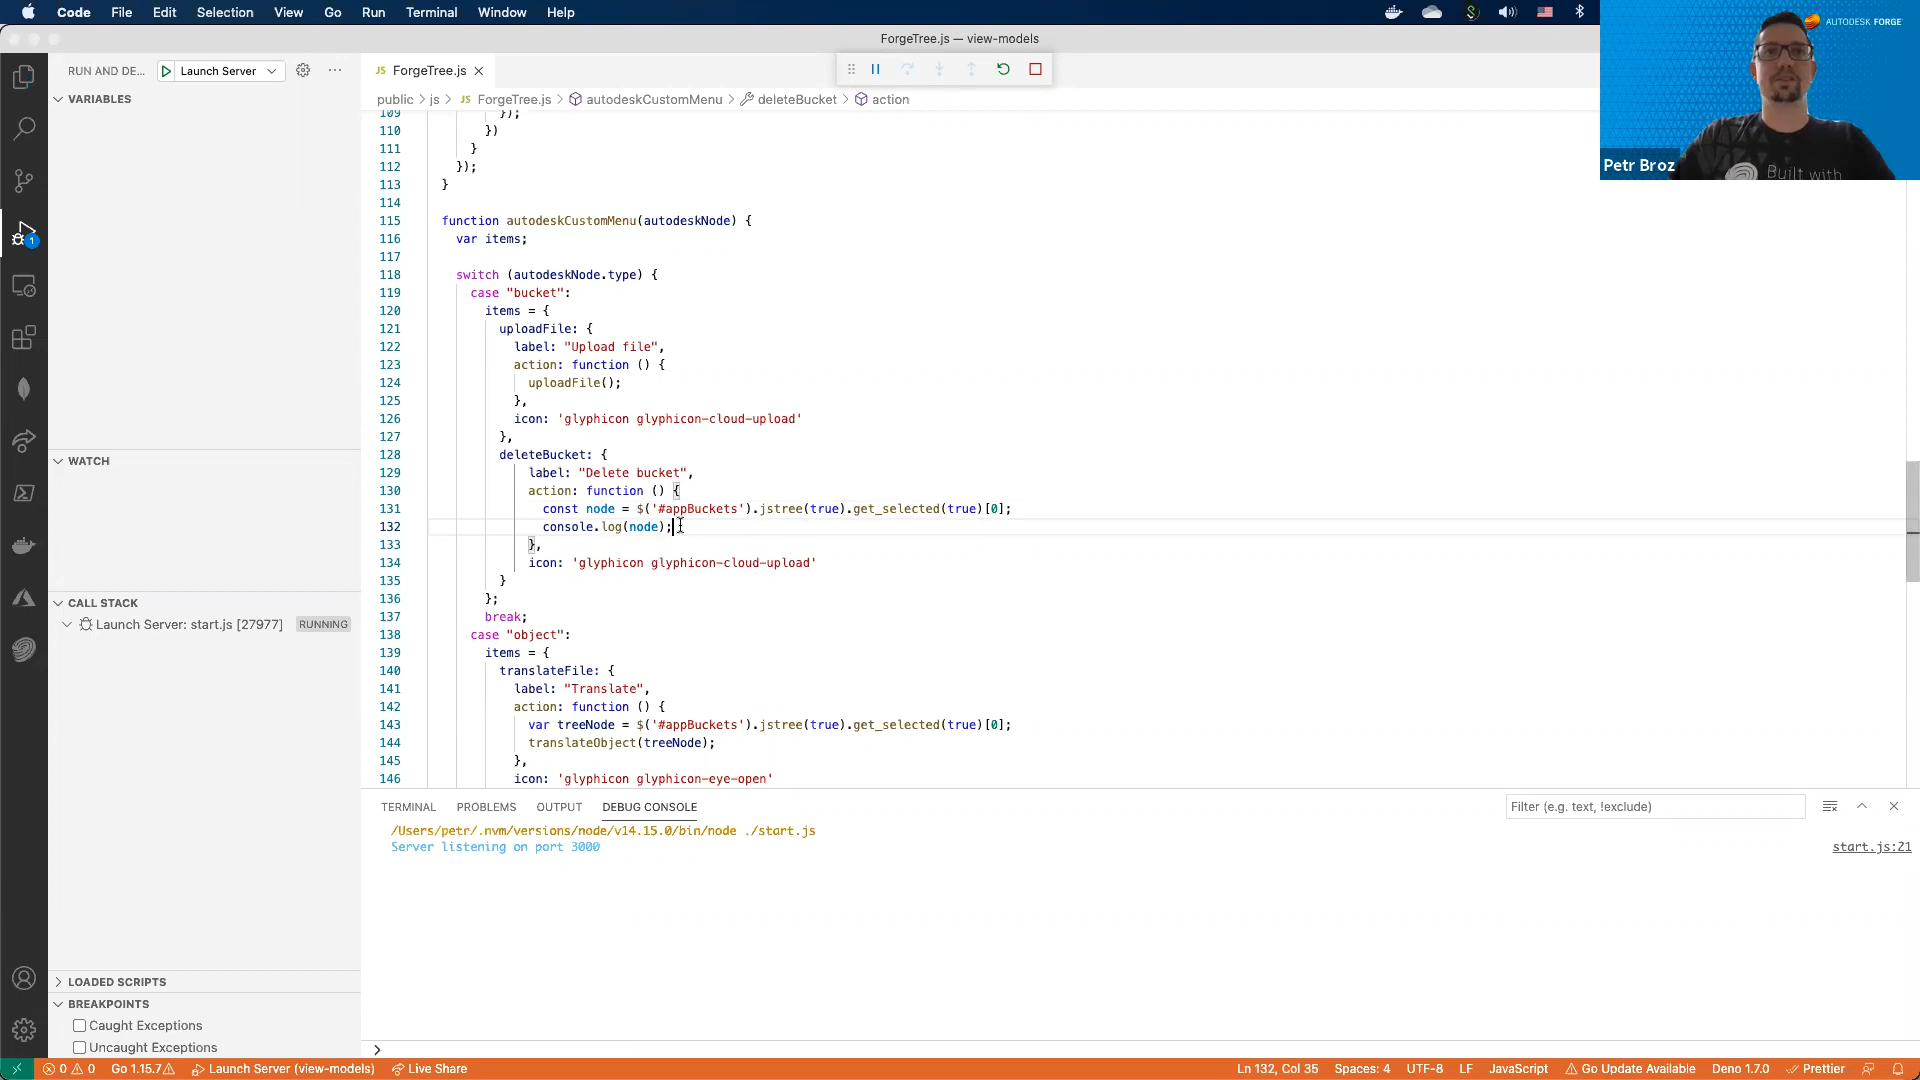 Code File Edit Selection View Go Run Terminal Window Help
ForgeTree.js — view-models
AUTODESK FORGE
Petr Broz
Built with
RUN AND DE... Launch Server
VARIABLES
WATCH
CALL STACK
Launch Server: start.js [27977] RUNNING
LOADED SCRIPTS
BREAKPOINTS
Caught Exceptions
Uncaught Exceptions
1
JS ForgeTree.js
public > js > JS ForgeTree.js > autodeskCustomMenu > deleteBucket > action
109 });
110 })
111 }
112 });
113 }
114
115 function autodeskCustomMenu(autodeskNode) {
116 var items;
117
118 switch (autodeskNode.type) {
119 case "bucket":
120 items = {
121 uploadFile: {
122 label: "Upload file",
123 action: function () {
124 uploadFile();
125 },
126 icon: 'glyphicon glyphicon-cloud-upload'
127 },
128 deleteBucket: {
129 label: "Delete bucket",
130 action: function () {
131 const node = $('#appBuckets').jstree(true).get_selected(true)[0];
132 console.log(node);
133 },
134 icon: 'glyphicon glyphicon-cloud-upload'
135 }
136 };
137 break;
138 case "object":
139 items = {
140 translateFile: {
141 label: "Translate",
142 action: function () {
143 var treeNode = $('#appBuckets').jstree(true).get_selected(true)[0];
144 translateObject(treeNode);
145 },
146 icon: 'glyphicon glyphicon-eye-open'
TERMINAL PROBLEMS OUTPUT DEBUG CONSOLE Filter (e.g. text, !exclude)
/Users/petr/.nvm/versions/node/v14.15.0/bin/node ./start.js
Server listening on port 3000 start.js:21
0 0 Go 1.15.7 Launch Server (view-models) Live Share Ln 132, Col 35 Spaces: 4 UTF-8 LF JavaScript Go Update Available Deno 1.7.0 Prettier